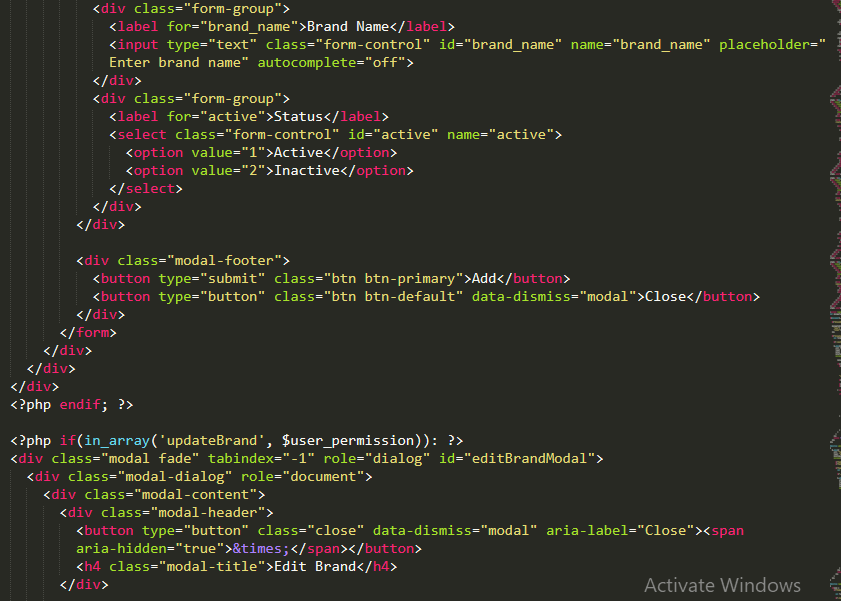 <div class="form-group">
<label for="brand_name">Brand Name</label>
<input type="text" class="form-control" id="brand_name" name="brand_name" placeholder="
Enter brand name" autocomplete="off">
</div>
<div class="form-group">
<label for="active">Status</label>
<select class="form-control" id="active" name="active">
<option value="1">Active</option>
<option value="2">Inactive</option>
</select>
</div>
</div>
<div class="modal-footer">
<button type="submit" class="btn btn-primary">Add</button>
<button type="button" class="btn btn-default" data-dismiss="modal">Close</button>
</div>
</form>
</div>
</div>
</div>
<?php endif; ?>
<?php if(in_array('updateBrand', $user_permission)): ?>
<div class="modal fade" tabindex="-1" role="dialog" id="editBrandModal">
<div class="modal-dialog" role="document">
<div class="modal-content">
<div class="modal-header">
<button type="button" class="close" data-dismiss="modal" aria-label="Close"><span
aria-hidden="true">&times;</span></button>
<h4 class="modal-title">Edit Brand</h4>
</div>
Activate Windows